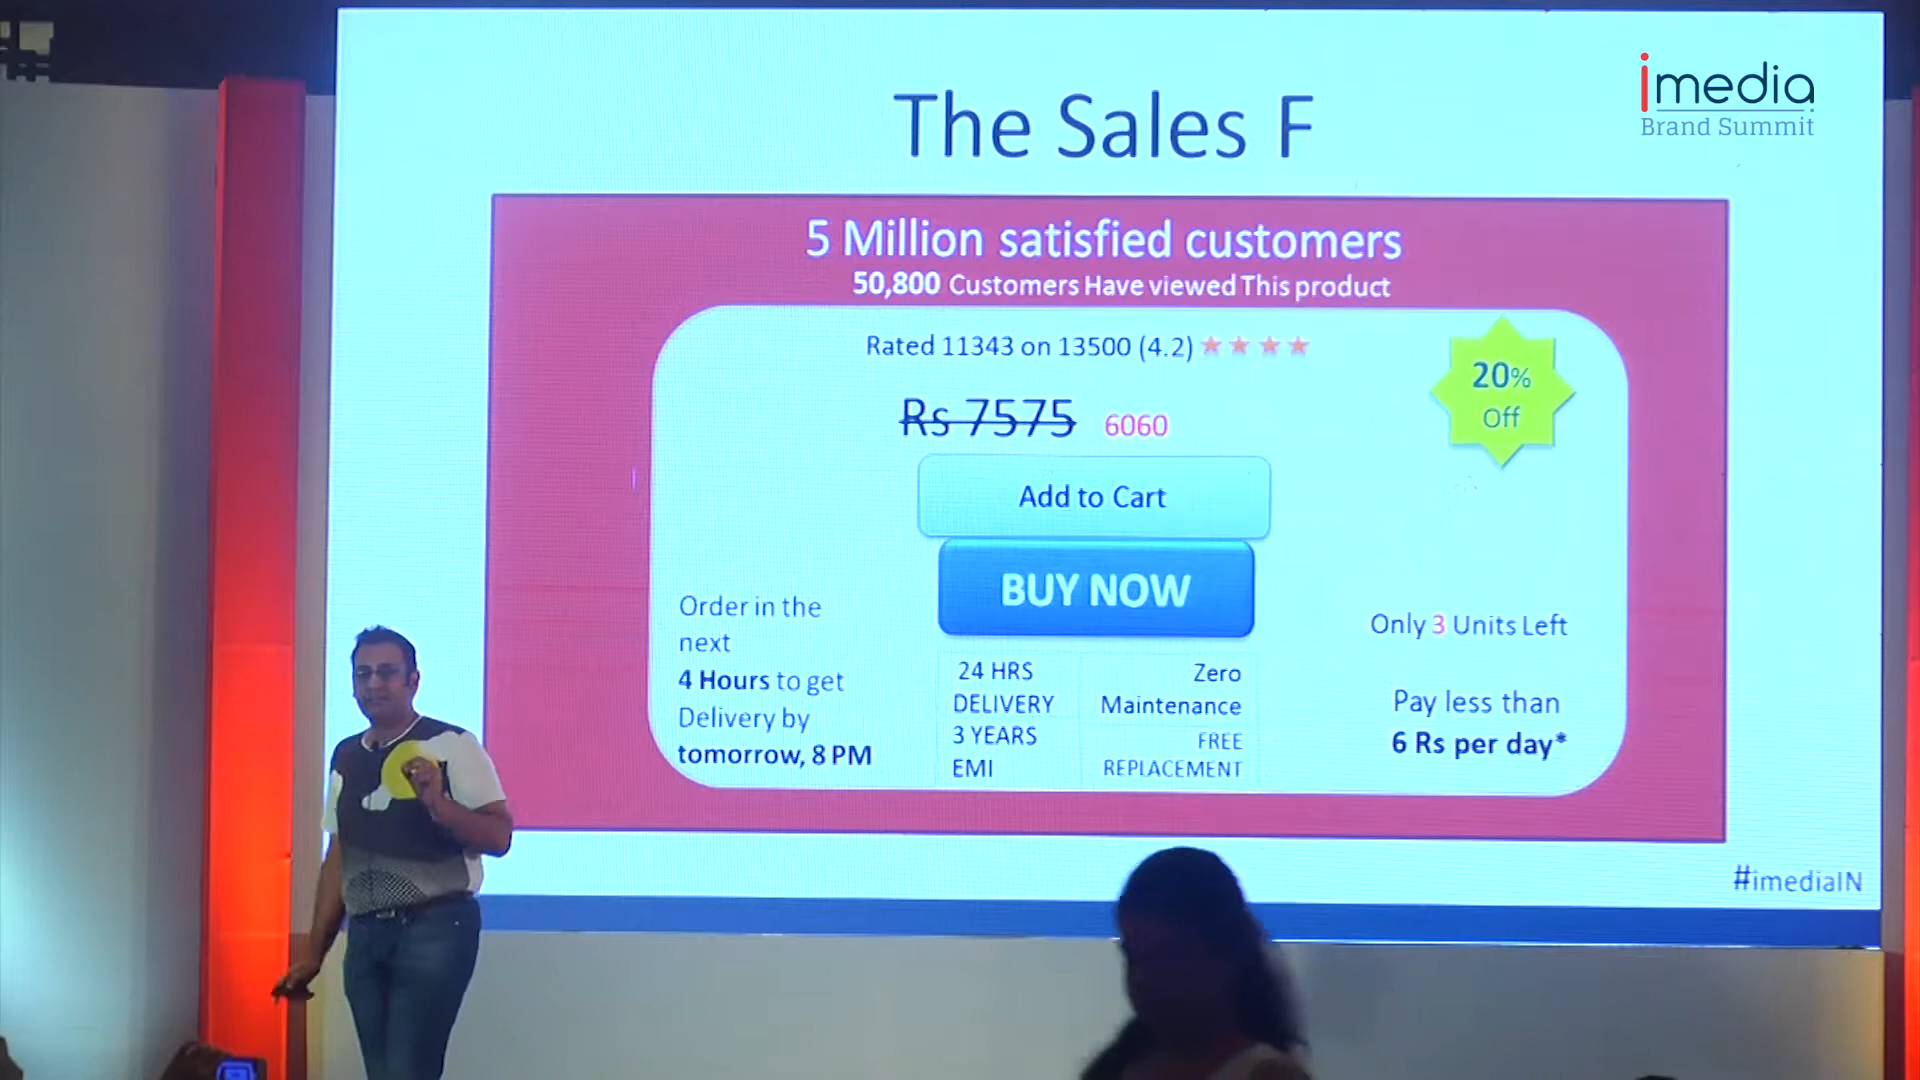 imedia
Brand Summit
The Sales F
5 Million satisfied customers
50,800 Customers Have viewed This product
Rated 11343 on 13500 (4.2)
20%
Off
Rs 7575 6060
Add to Cart
BUY NOW
Order in the
next
4 Hours to get
Delivery by
tomorrow, 8 PM
24 HRS
DELIVERY
3 YEARS
EMI
Zero
Maintenance
FREE
REPLACEMENT
Only 3 Units Left
Pay less than
6 Rs per day*
#imediaIN